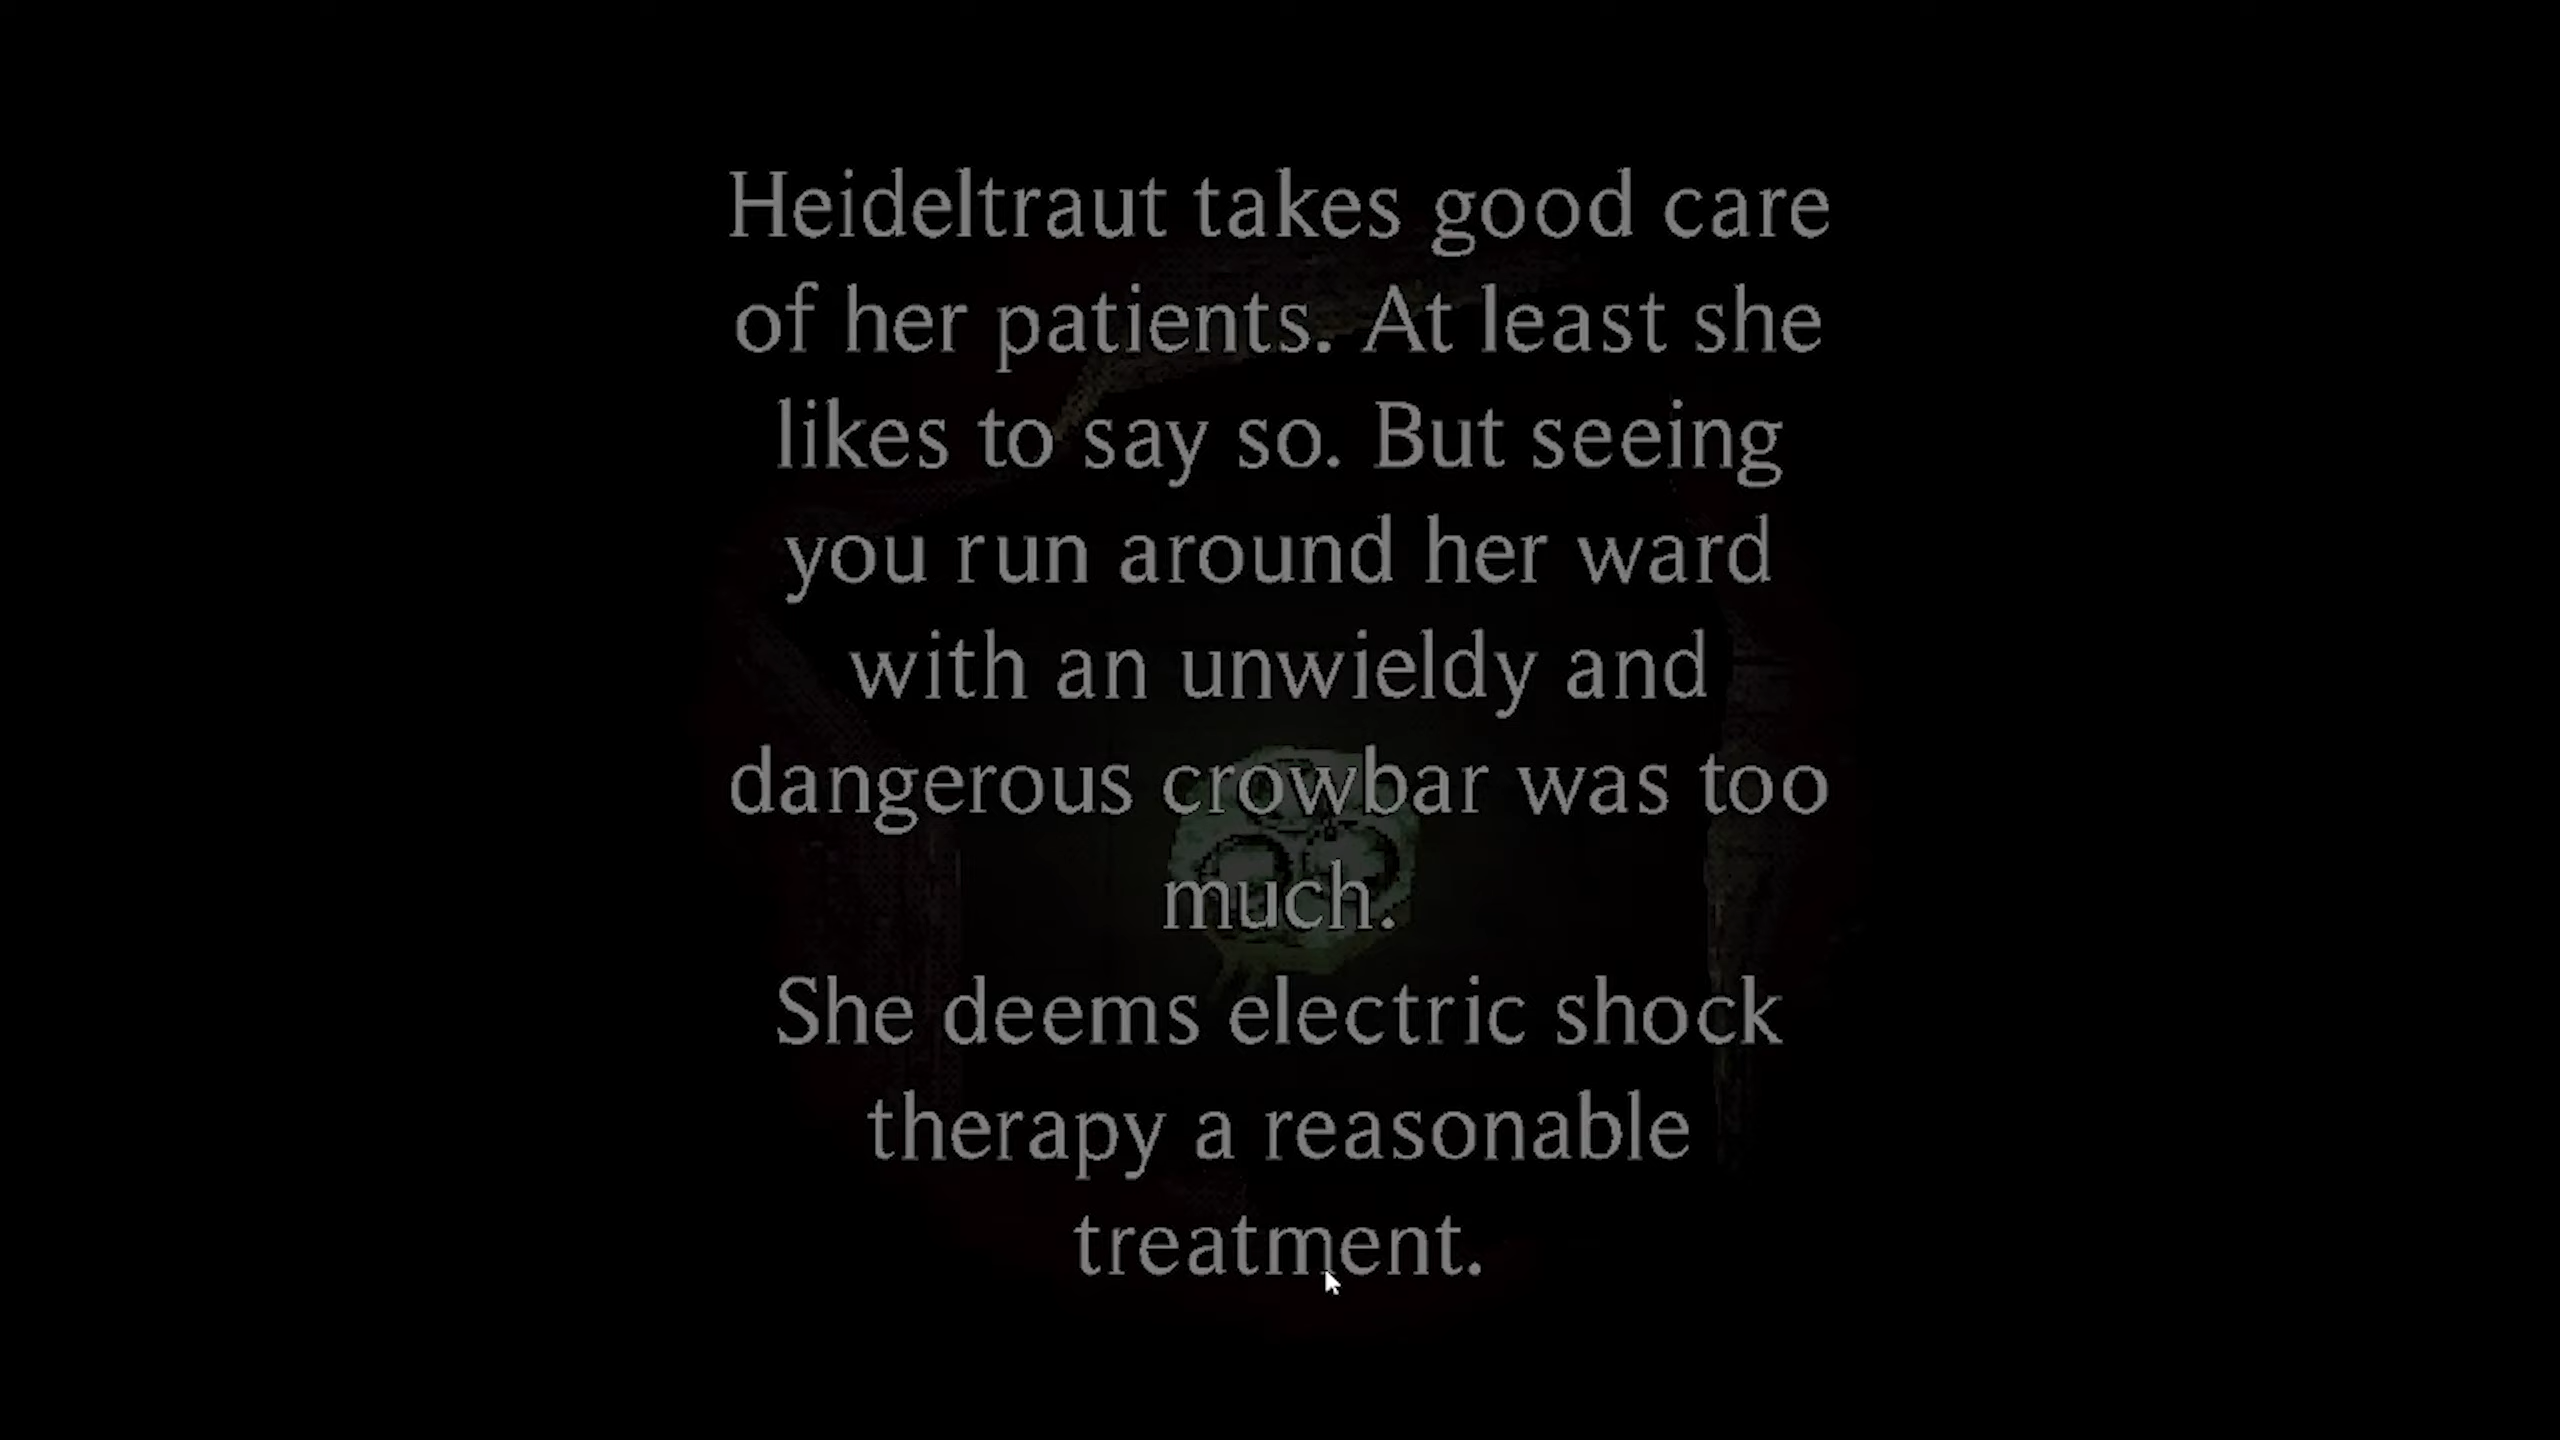 Heideltraut takes good care
of her patients. At least she
likes to say so. But seeing
you run around her ward
with an unwieldy and
dangerous crowbar was too
much.
She deems electric shock
therapy a reasonable
treatment.